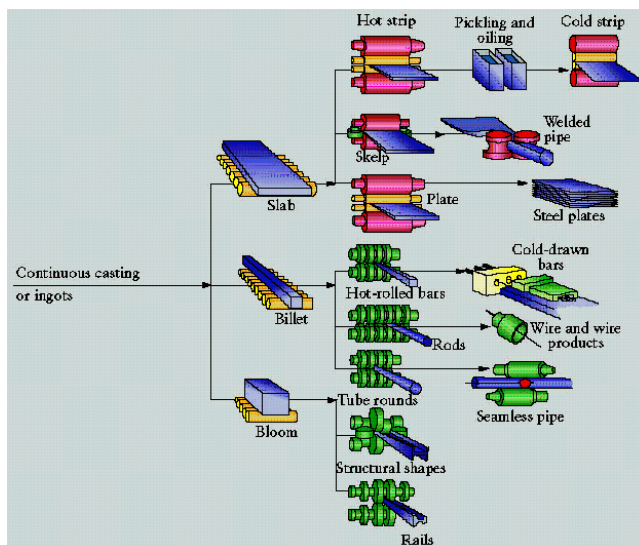 Hot strip
Pickling and
oiling
Cold strip
Skelp
Welded
pipe
Slab
Plate
Steel plates
Continuous casting
or ingots
Billet
Hot-rolled bars
Cold-drawn
bars
Rods
Wire and wire
products
Tube rounds
Seamless pipe
Bloom
Structural shapes
Rails